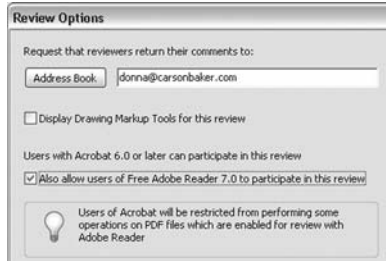 Review Options
Request that reviewers return their comments to:
Address Book donna@carsonbaker.com
Display Drawing Markup Tools for this review
Users with Acrobat 6.0 or later can participate in this review
Also allow users of Free Adobe Reader 7.0 to participate in this review
Users of Acrobat will be restricted from performing some
operations on PDF files which are enabled for review with
Adobe Reader